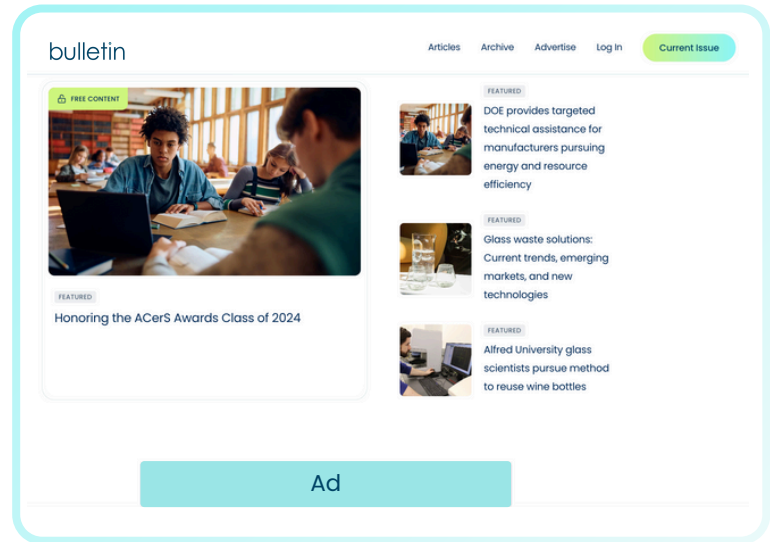 bulletin
Articles
Archive
Advertise
Log In
Current Issue
FREE CONTENT
FEATURED
Honoring the ACerS Awards Class of 2024
FEATURED
DOE provides targeted
technical assistance for
manufacturers pursuing
energy and resource
efficiency
FEATURED
Glass waste solutions:
Current trends, emerging
markets, and new
technologies
FEATURED
Alfred University glass
scientists pursue method
to reuse wine bottles
Ad